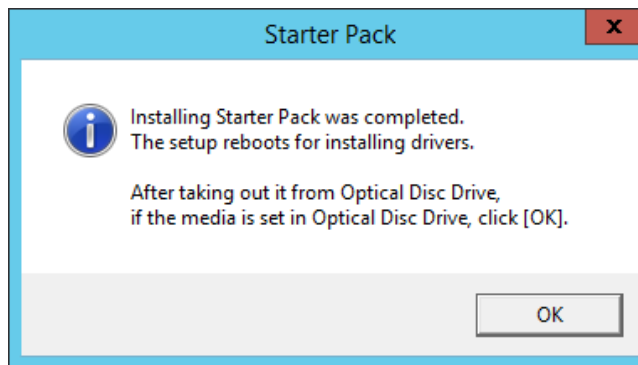 Starter Pack
Installing Starter Pack was completed.
The setup reboots for installing drivers.
After taking out it from Optical Disc Drive,
if the media is set in Optical Disc Drive, click [OK].
OK